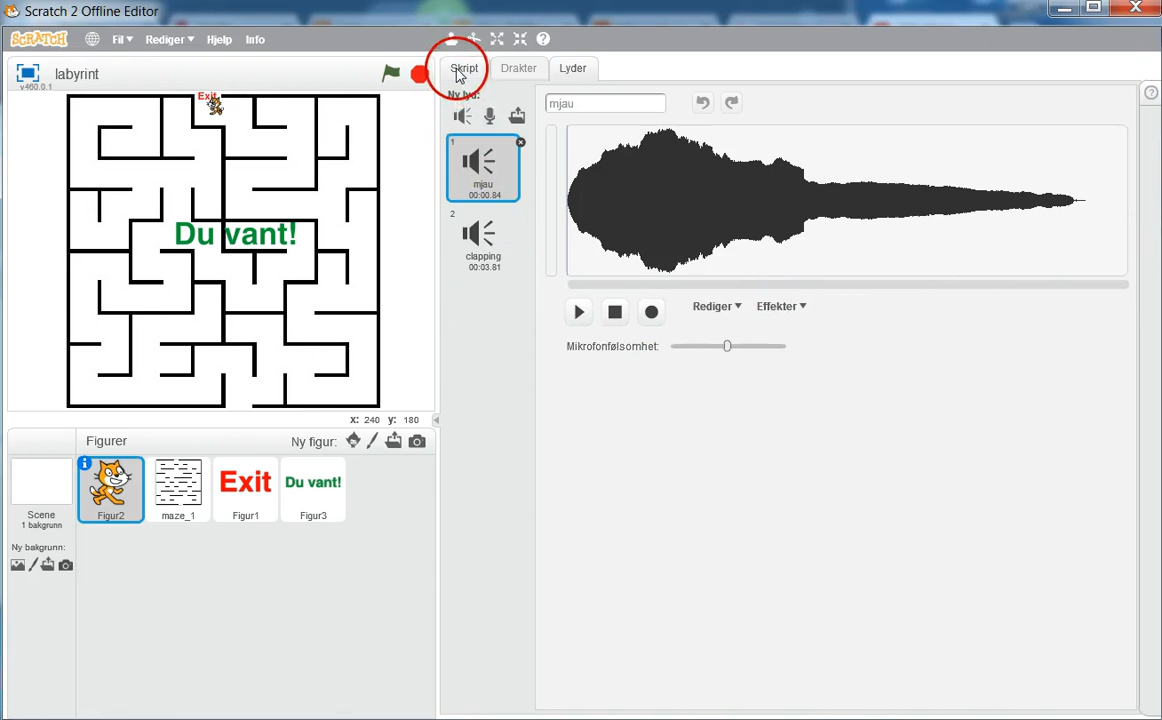 Scratch 2 Offline Editor
SCRATCH Fil Rediger Hjelp Info
labyrint
v460.0.1
Skript Drakter Lyder
Ny lyd:
mjau
1
mjau
00:00.84
2
clapping
00:03.81
Rediger Effekter
Mikrofonfølsomhet:
Exit
Du vant!
x: 240 y: 180
Figurer Ny figur:
Scene
1 bakgrunn
Ny bakgrunn:
Figur2
maze_1
Exit
Figur1
Du vant!
Figur3